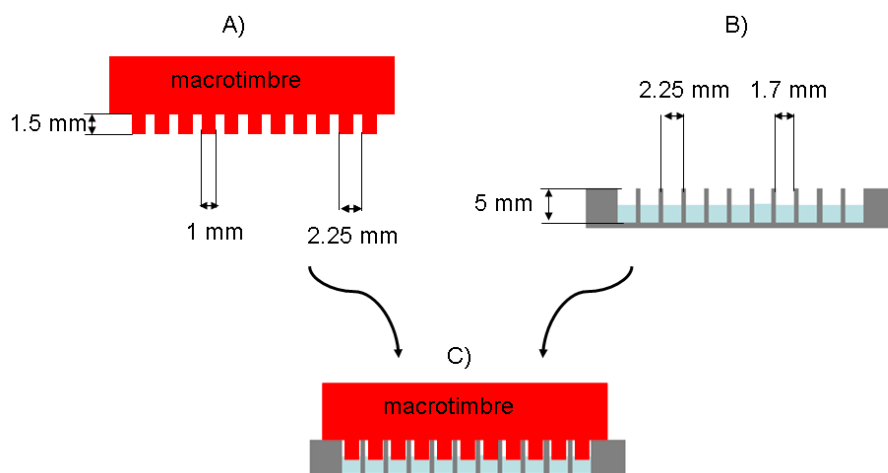 A)
macrotimbre
1.5 mm
1 mm
2.25 mm
B)
2.25 mm
1.7 mm
5 mm
C)
macrotimbre